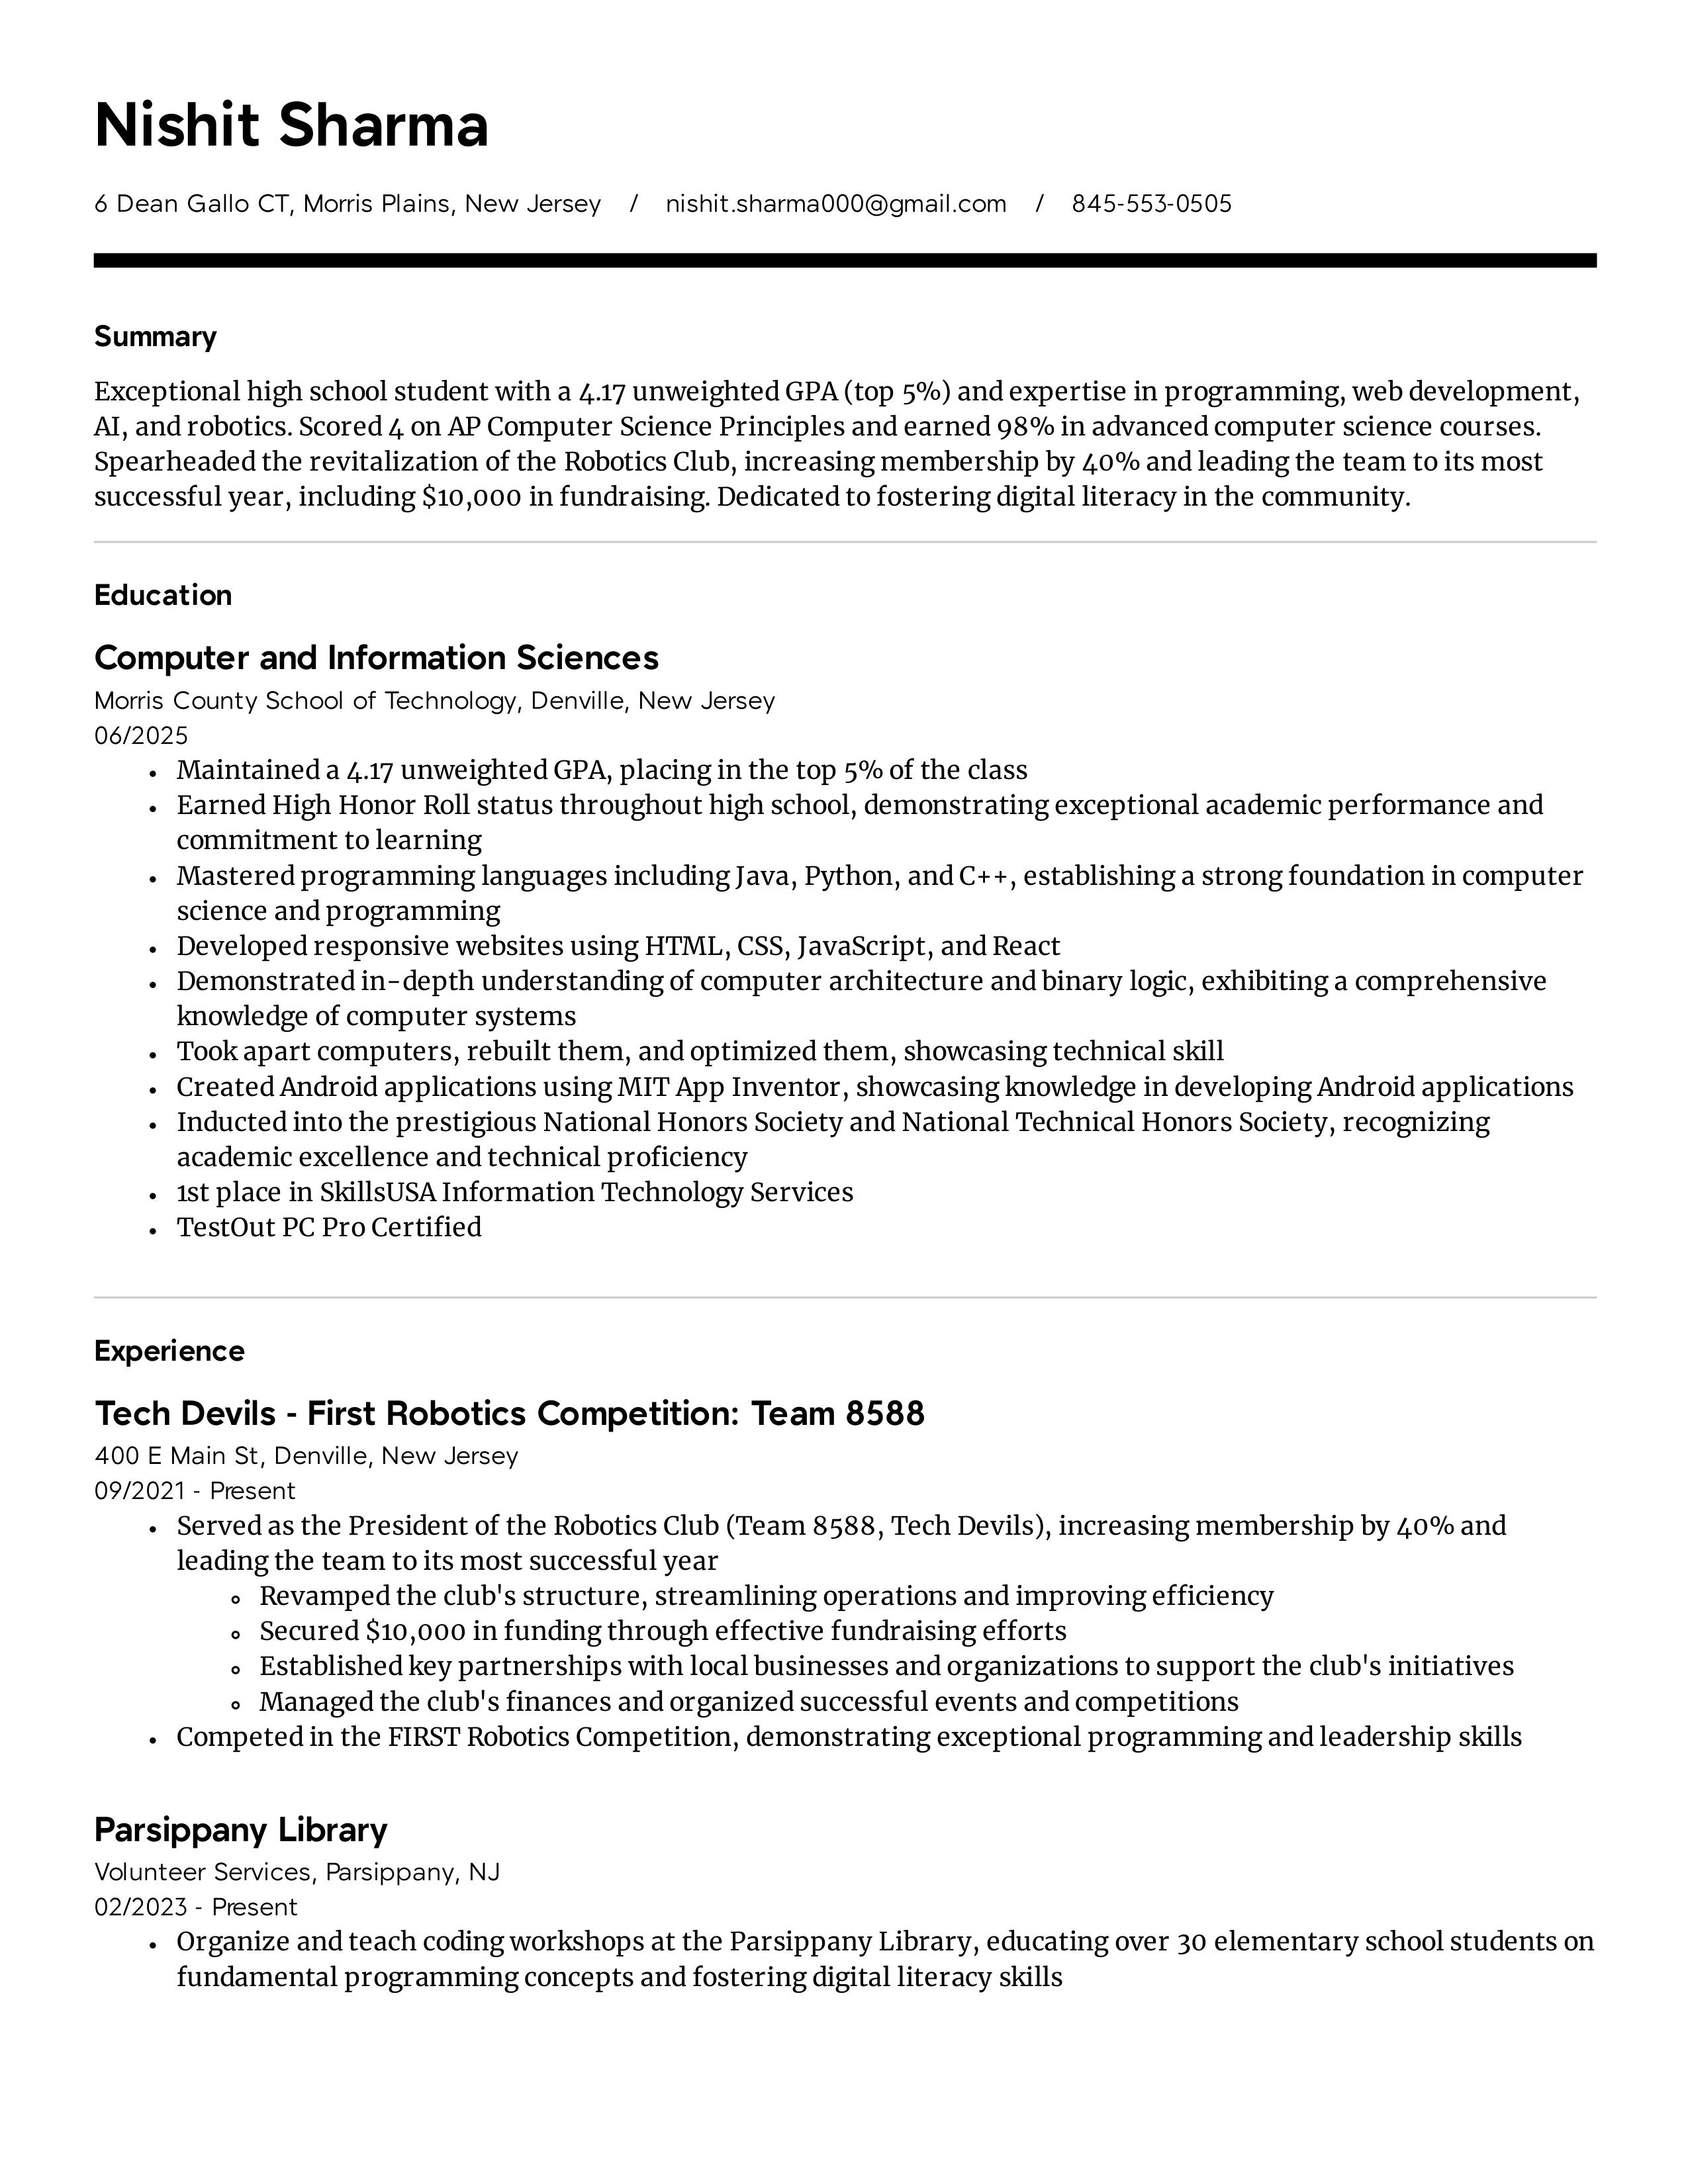 Nishit Sharma
6 Dean Gallo CT, Morris Plains, New Jersey / nishit.sharma000@gmail.com / 845-553-0505
Summary
Exceptional high school student with a 4.17 unweighted GPA (top 5%) and expertise in programming, web development,
AI, and robotics. Scored 4 on AP Computer Science Principles and earned 98% in advanced computer science courses.
Spearheaded the revitalization of the Robotics Club, increasing membership by 40% and leading the team to its most
successful year, including $10,000 in fundraising. Dedicated to fostering digital literacy in the community.
Education
Computer and Information Sciences
Morris County School of Technology, Denville, New Jersey
06/2025
• Maintained a 4.17 unweighted GPA, placing in the top 5% of the class
• Earned High Honor Roll status throughout high school, demonstrating exceptional academic performance and
commitment to learning
• Mastered programming languages including Java, Python, and C++, establishing a strong foundation in computer
science and programming
• Developed responsive websites using HTML, CSS, JavaScript, and React
• Demonstrated in-depth understanding of computer architecture and binary logic, exhibiting a comprehensive
knowledge of computer systems
• Took apart computers, rebuilt them, and optimized them, showcasing technical skill
• Created Android applications using MIT App Inventor, showcasing knowledge in developing Android applications
• Inducted into the prestigious National Honors Society and National Technical Honors Society, recognizing
academic excellence and technical proficiency
• 1st place in SkillsUSA Information Technology Services
• TestOut PC Pro Certified
Experience
Tech Devils - First Robotics Competition: Team 8588
400 E Main St, Denville, New Jersey
09/2021 - Present
• Served as the President of the Robotics Club (Team 8588, Tech Devils), increasing membership by 40% and
leading the team to its most successful year
◦ Revamped the club's structure, streamlining operations and improving efficiency
◦ Secured $10,000 in funding through effective fundraising efforts
◦ Established key partnerships with local businesses and organizations to support the club's initiatives
◦ Managed the club's finances and organized successful events and competitions
• Competed in the FIRST Robotics Competition, demonstrating exceptional programming and leadership skills
Parsippany Library
Volunteer Services, Parsippany, NJ
02/2023 - Present
• Organize and teach coding workshops at the Parsippany Library, educating over 30 elementary school students on
fundamental programming concepts and fostering digital literacy skills